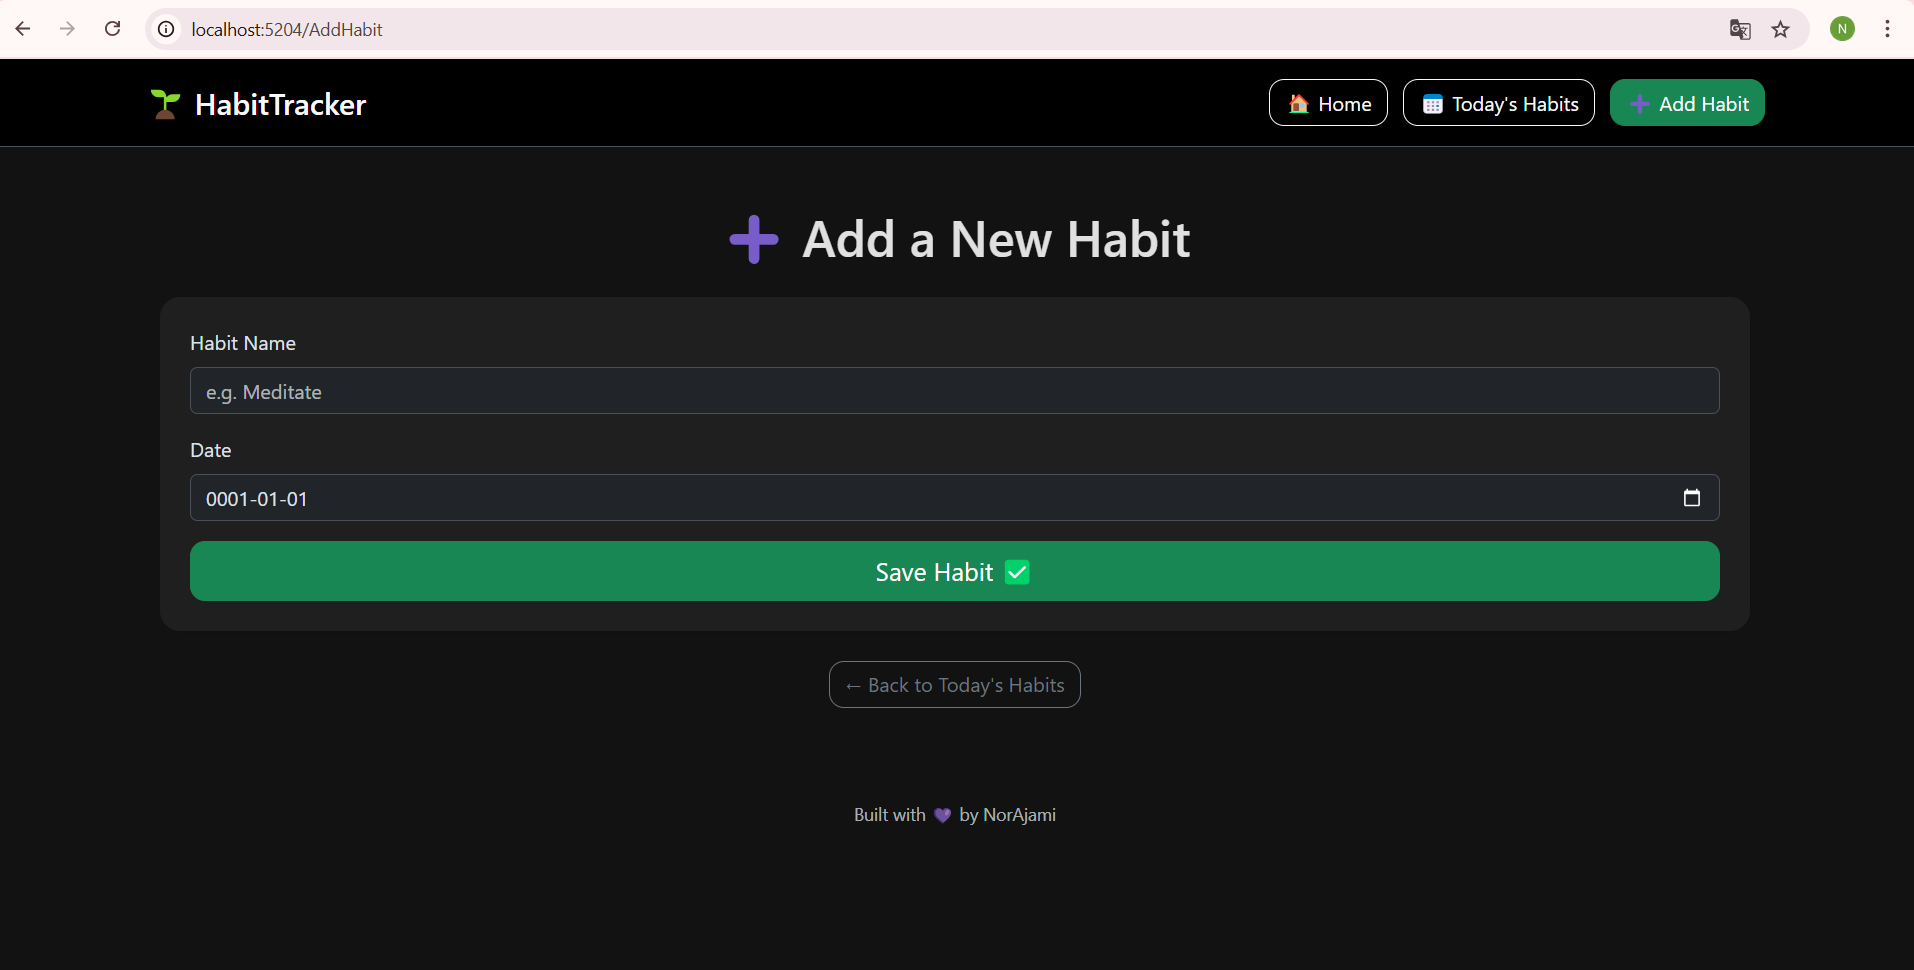 localhost:5204/AddHabit
N
HabitTracker
Home
Today's Habits
Add Habit
Add a New Habit
Habit Name
e.g. Meditate
Date
0001-01-01
Save Habit ✅
← Back to Today's Habits
Built with 💜 by NorAjami